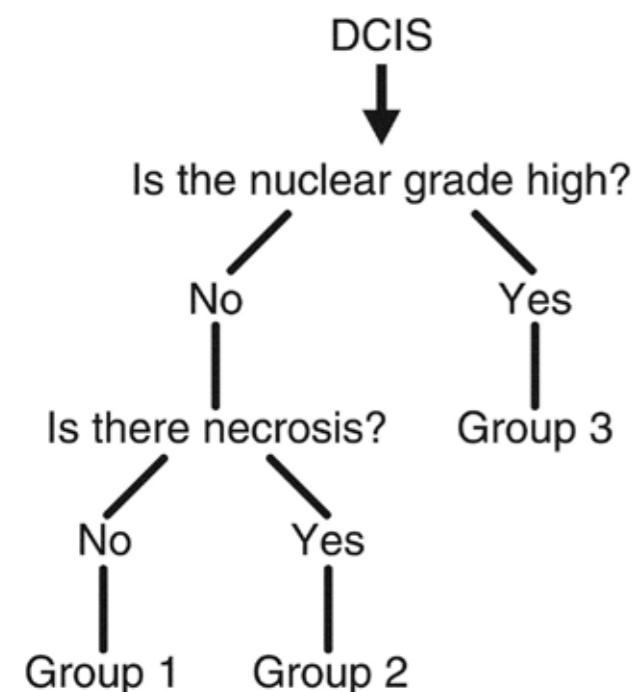 DCIS
Is the nuclear grade high?
No
Yes
Is there necrosis?
Group 3
No
Yes
Group 1
Group 2